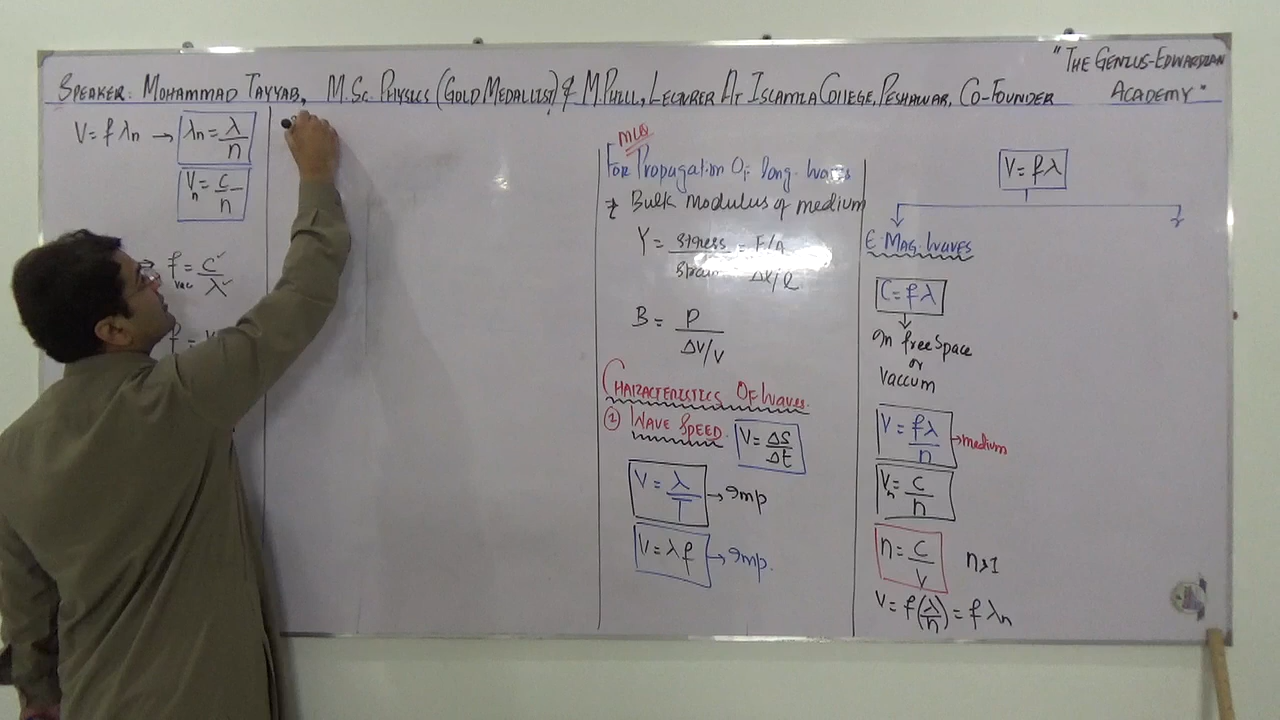 "THE GENIUS-EDWARDIAN
ACADEMY"
SPEAKER: MOHAMMAD TAYYAB, M.Sc. PHYSICS (GOLD MEDALIST) & M.PHILL, LECTURER AT ISLAMIA COLLEGE, PESHAWAR, CO-FOUNDER
V = f λn → λn = λ/n
Vn = c/n
f vac = c/λ
MCQ
FOR PROPAGATION OF Long. Waves
Bulk modulus of medium
Y = stress/strain = F/A / Δl/l
B = P / ΔV/V
CHARACTERISTICS OF Waves.
① WAVE SPEED. V = ΔS/Δt
V = λ/T → Imp
V = λf → Imp.
V = fλ
E. MAG. WAVES
C = fλ
In free space
or
Vaccum
V = fλ/n → medium
Vn = c/n
n = c/v n>1
V = f(λ/n) = f λn